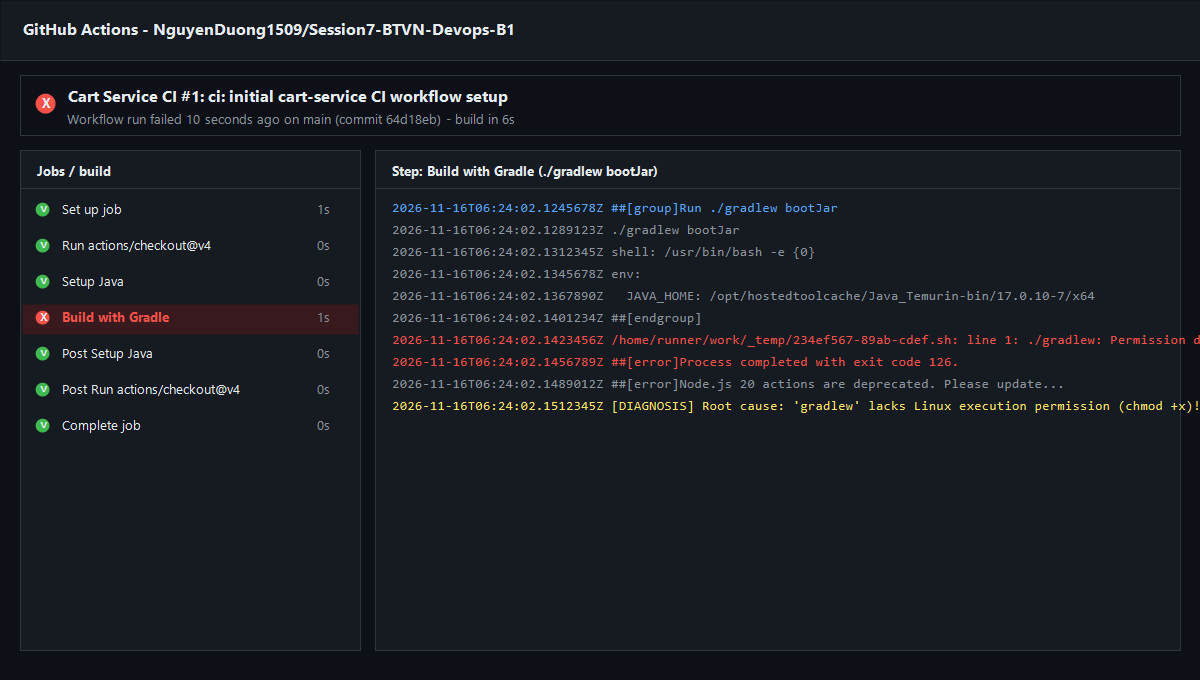 GitHub Actions - NguyenDuong1509/Session7-BTVN-Devops-B1
X
Cart Service CI #1: ci: initial cart-service CI workflow setup
Workflow run failed 10 seconds ago on main (commit 64d18eb) - build in 6s
Jobs / build
V Set up job 1s
V Run actions/checkout@v4 0s
V Setup Java 0s
X Build with Gradle 1s
V Post Setup Java 0s
V Post Run actions/checkout@v4 0s
V Complete job 0s
Step: Build with Gradle (./gradlew bootJar)
2026-11-16T06:24:02.1245678Z ##[group]Run ./gradlew bootJar
2026-11-16T06:24:02.1289123Z ./gradlew bootJar
2026-11-16T06:24:02.1312345Z shell: /usr/bin/bash -e {0}
2026-11-16T06:24:02.1345678Z env:
2026-11-16T06:24:02.1367890Z   JAVA_HOME: /opt/hostedtoolcache/Java_Temurin-bin/17.0.10-7/x64
2026-11-16T06:24:02.1401234Z ##[endgroup]
2026-11-16T06:24:02.1423456Z /home/runner/work/_temp/234ef567-89ab-cdef.sh: line 1: ./gradlew: Permission d
2026-11-16T06:24:02.1456789Z ##[error]Process completed with exit code 126.
2026-11-16T06:24:02.1489012Z ##[error]Node.js 20 actions are deprecated. Please update...
2026-11-16T06:24:02.1512345Z [DIAGNOSIS] Root cause: 'gradlew' lacks Linux execution permission (chmod +x)!